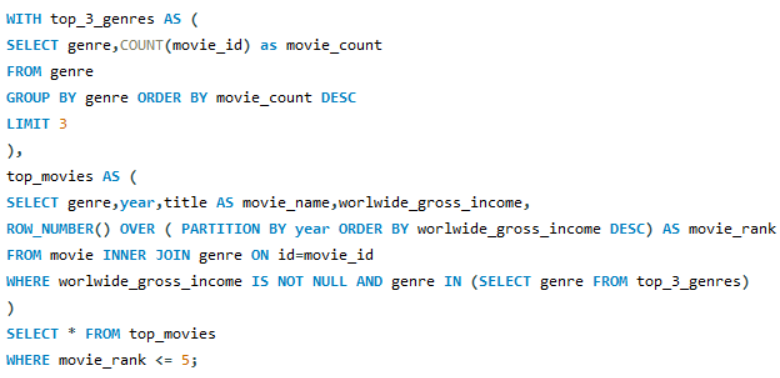 WITH top_3_genres AS (
SELECT genre,COUNT(movie_id) as movie_count
FROM genre
GROUP BY genre ORDER BY movie_count DESC
LIMIT 3
),
top_movies AS (
SELECT genre,year,title AS movie_name,worlwide_gross_income,
ROW_NUMBER() OVER ( PARTITION BY year ORDER BY worlwide_gross_income DESC) AS movie_rank
FROM movie INNER JOIN genre ON id=movie_id
WHERE worlwide_gross_income IS NOT NULL AND genre IN (SELECT genre FROM top_3_genres)
)
SELECT * FROM top_movies
WHERE movie_rank <= 5;